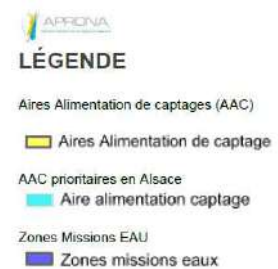 APRONA
LÉGENDE
Aires Alimentation de captages (AAC)
Aires Alimentation de captage
AAC prioritaires en Alsace
Aire alimentation captage
Zones Missions EAU
Zones missions eaux